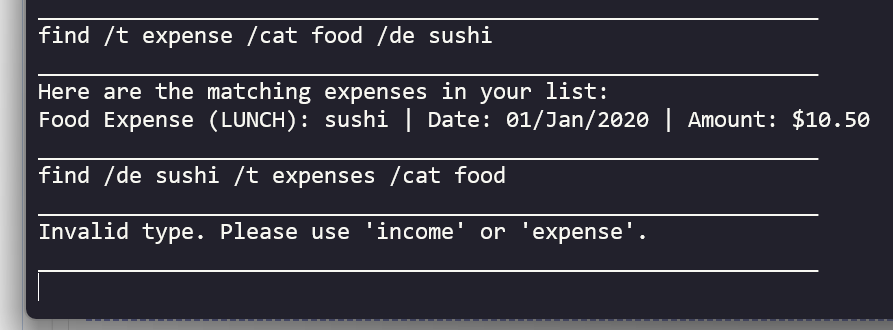 find /t expense /cat food /de sushi
Here are the matching expenses in your list:
Food Expense (LUNCH): sushi | Date: 01/Jan/2020 | Amount: $10.50
find /de sushi /t expenses /cat food
Invalid type. Please use 'income' or 'expense'.